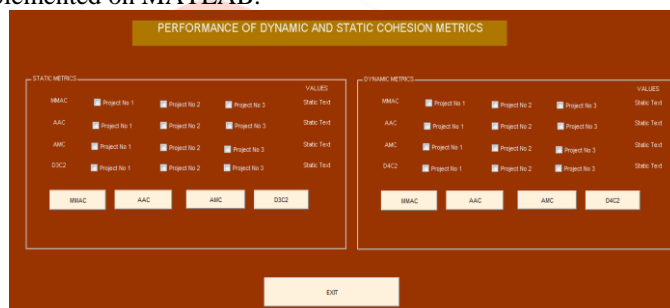 plemented on MATLAB.
PERFORMANCE OF DYNAMIC AND STATIC COHESION METRICS
STATIC METRICS
VALUES
MMAC Project No 1 Project No 2 Project No 3 Static Text
AAC Project No 1 Project No 2 Project No 3 Static Text
AMC Project No 1 Project No 2 Project No 3 Static Text
D3C2 Project No 1 Project No 2 Project No 3 Static Text
MMAC AAC AMC D3C2
DYNAMIC METRICS
VALUES
MMAC Project No 1 Project No 2 Project No 3 Static Text
AAC Project No 1 Project No 2 Project No 3 Static Text
AMC Project No 1 Project No 2 Project No 3 Static Text
D4C2 Project No 1 Project No 2 Project No 3 Static Text
MMAC AAC AMC D4C2
EXIT